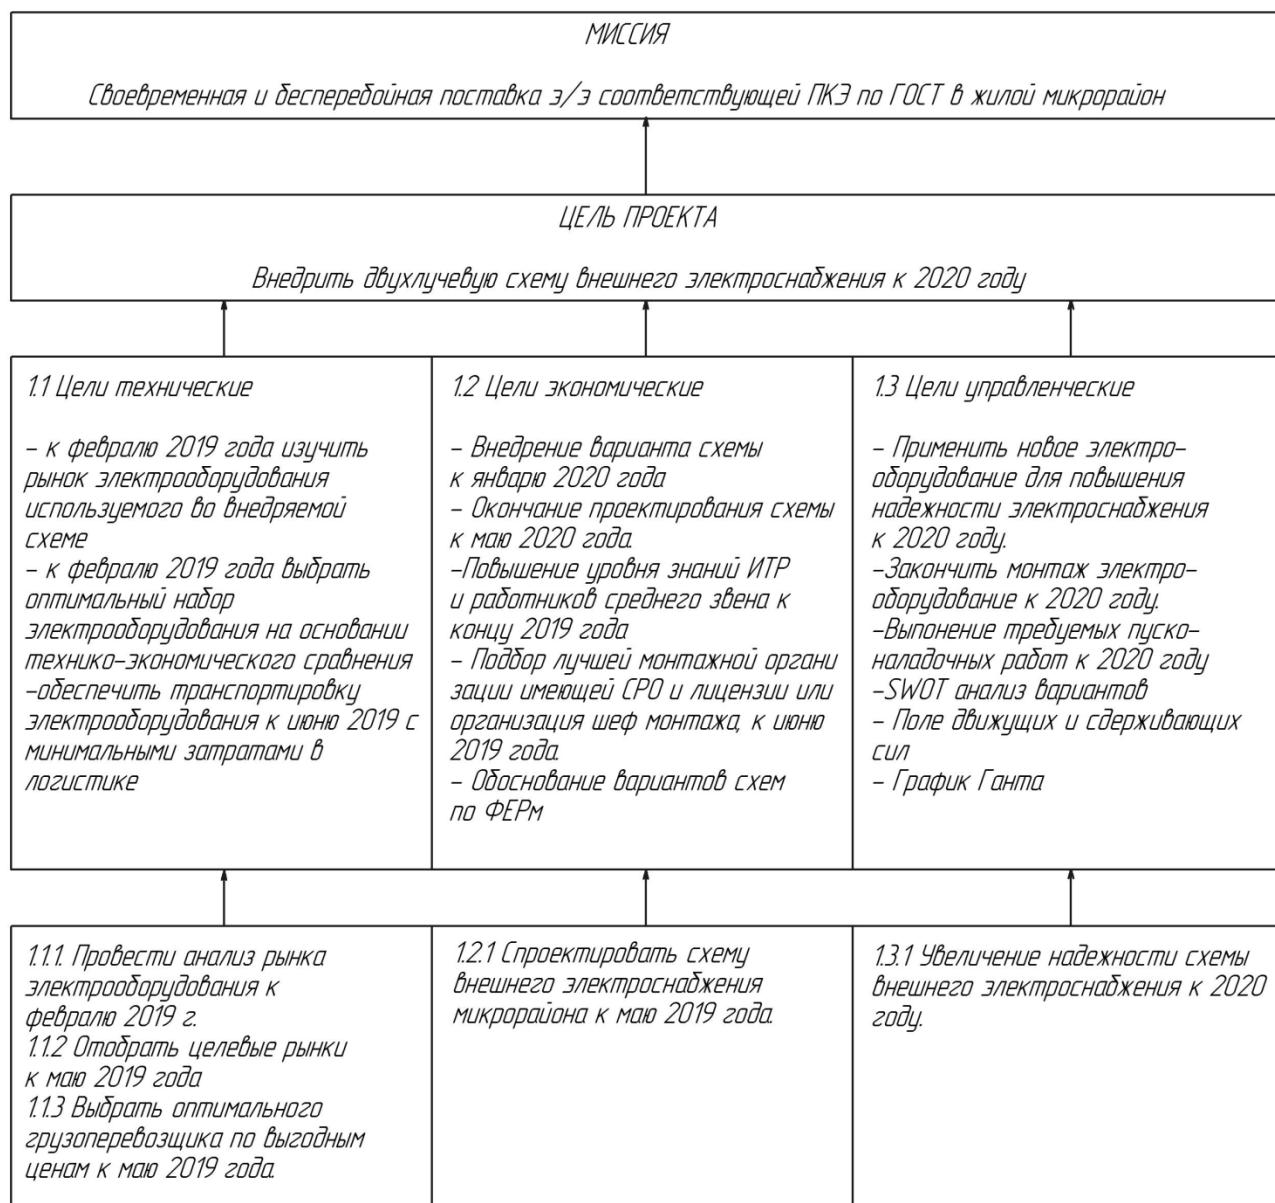 МИССИЯ
Своевременная и бесперебойная поставка э/э соответствующей ПКЭ по ГОСТ в жилой микрорайон
ЦЕЛЬ ПРОЕКТА
Внедрить двухлучевую схему внешнего электроснабжения к 2020 году
1.1 Цели технические
- к февралю 2019 года изучить
рынок электрооборудования
используемого во внедряемой
схеме
- к февралю 2019 года выбрать
оптимальный набор
электрооборудования на основании
технико-экономического сравнения
-обеспечить транспортировку
электрооборудования к июню 2019 с
минимальными затратами в
логистике
1.2 Цели экономические
- Внедрение варианта схемы
к январю 2020 года
- Окончание проектирования схемы
к маю 2020 года.
-Повышение уровня знаний ИТР
и работников среднего звена к
концу 2019 года
- Подбор лучшей монтажной органи
зации имеющей СРО и лицензии или
организация шеф монтажа, к июню
2019 года.
- Обоснование вариантов схем
по ФЕРм
1.3 Цели управленческие
- Применить новое электро-
оборудование для повышения
надежности электроснабжения
к 2020 году.
-Закончить монтаж электро-
оборудование к 2020 году.
-Выпонение требуемых пуско-
наладочных работ к 2020 году
-SWOT анализ вариантов
- Поле движущих и сдерживающих
сил
- График Ганта
1.1.1. Провести анализ рынка
электрооборудования к
февралю 2019 г.
1.1.2 Отобрать целевые рынки
к маю 2019 года
1.1.3 Выбрать оптимального
грузоперевозщика по выгодным
ценам к маю 2019 года.
1.2.1 Спроектировать схему
внешнего электроснабжения
микрорайона к маю 2019 года.
1.3.1 Увеличение надежности схемы
внешнего электроснабжения к 2020
году.